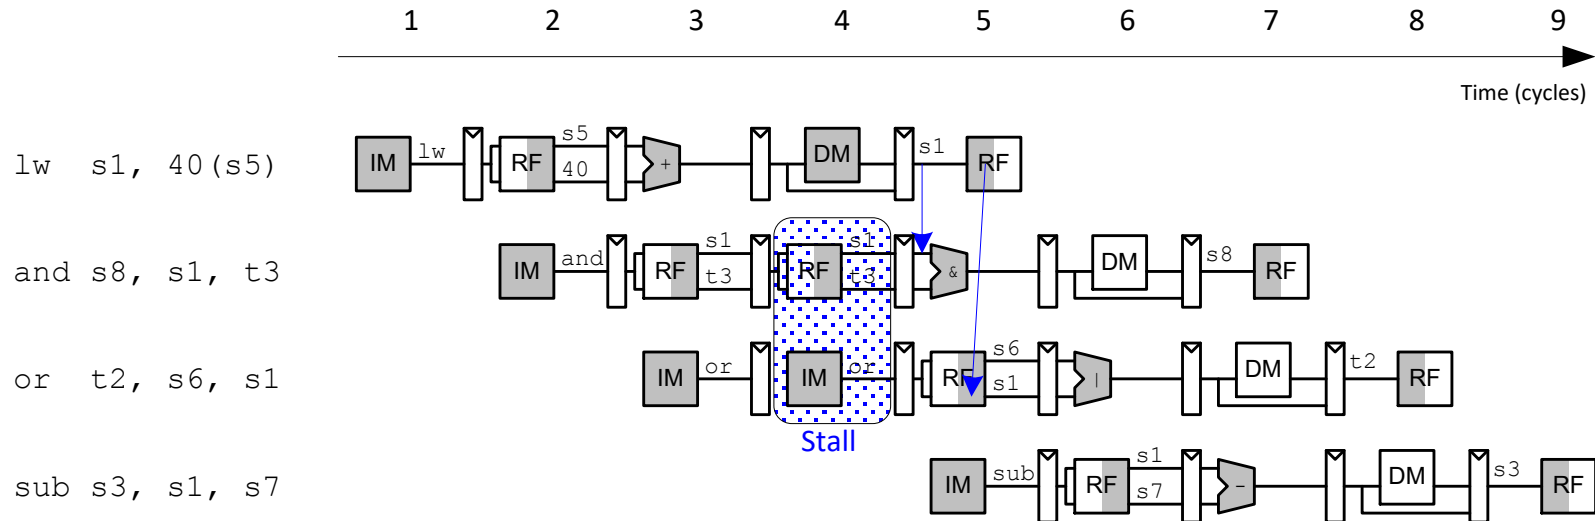 1 2 3 4 5 6 7 8 9
Time (cycles)
lw s1, 40(s5) IM lw RF s5 40 + DM s1 RF
and s8, s1, t3 IM and RF s1 t3 RF s1 t3 & DM s8 RF
or t2, s6, s1 IM or IM or RF s6 s1 | DM t2 RF
Stall
sub s3, s1, s7 IM sub RF s1 s7 - DM s3 RF